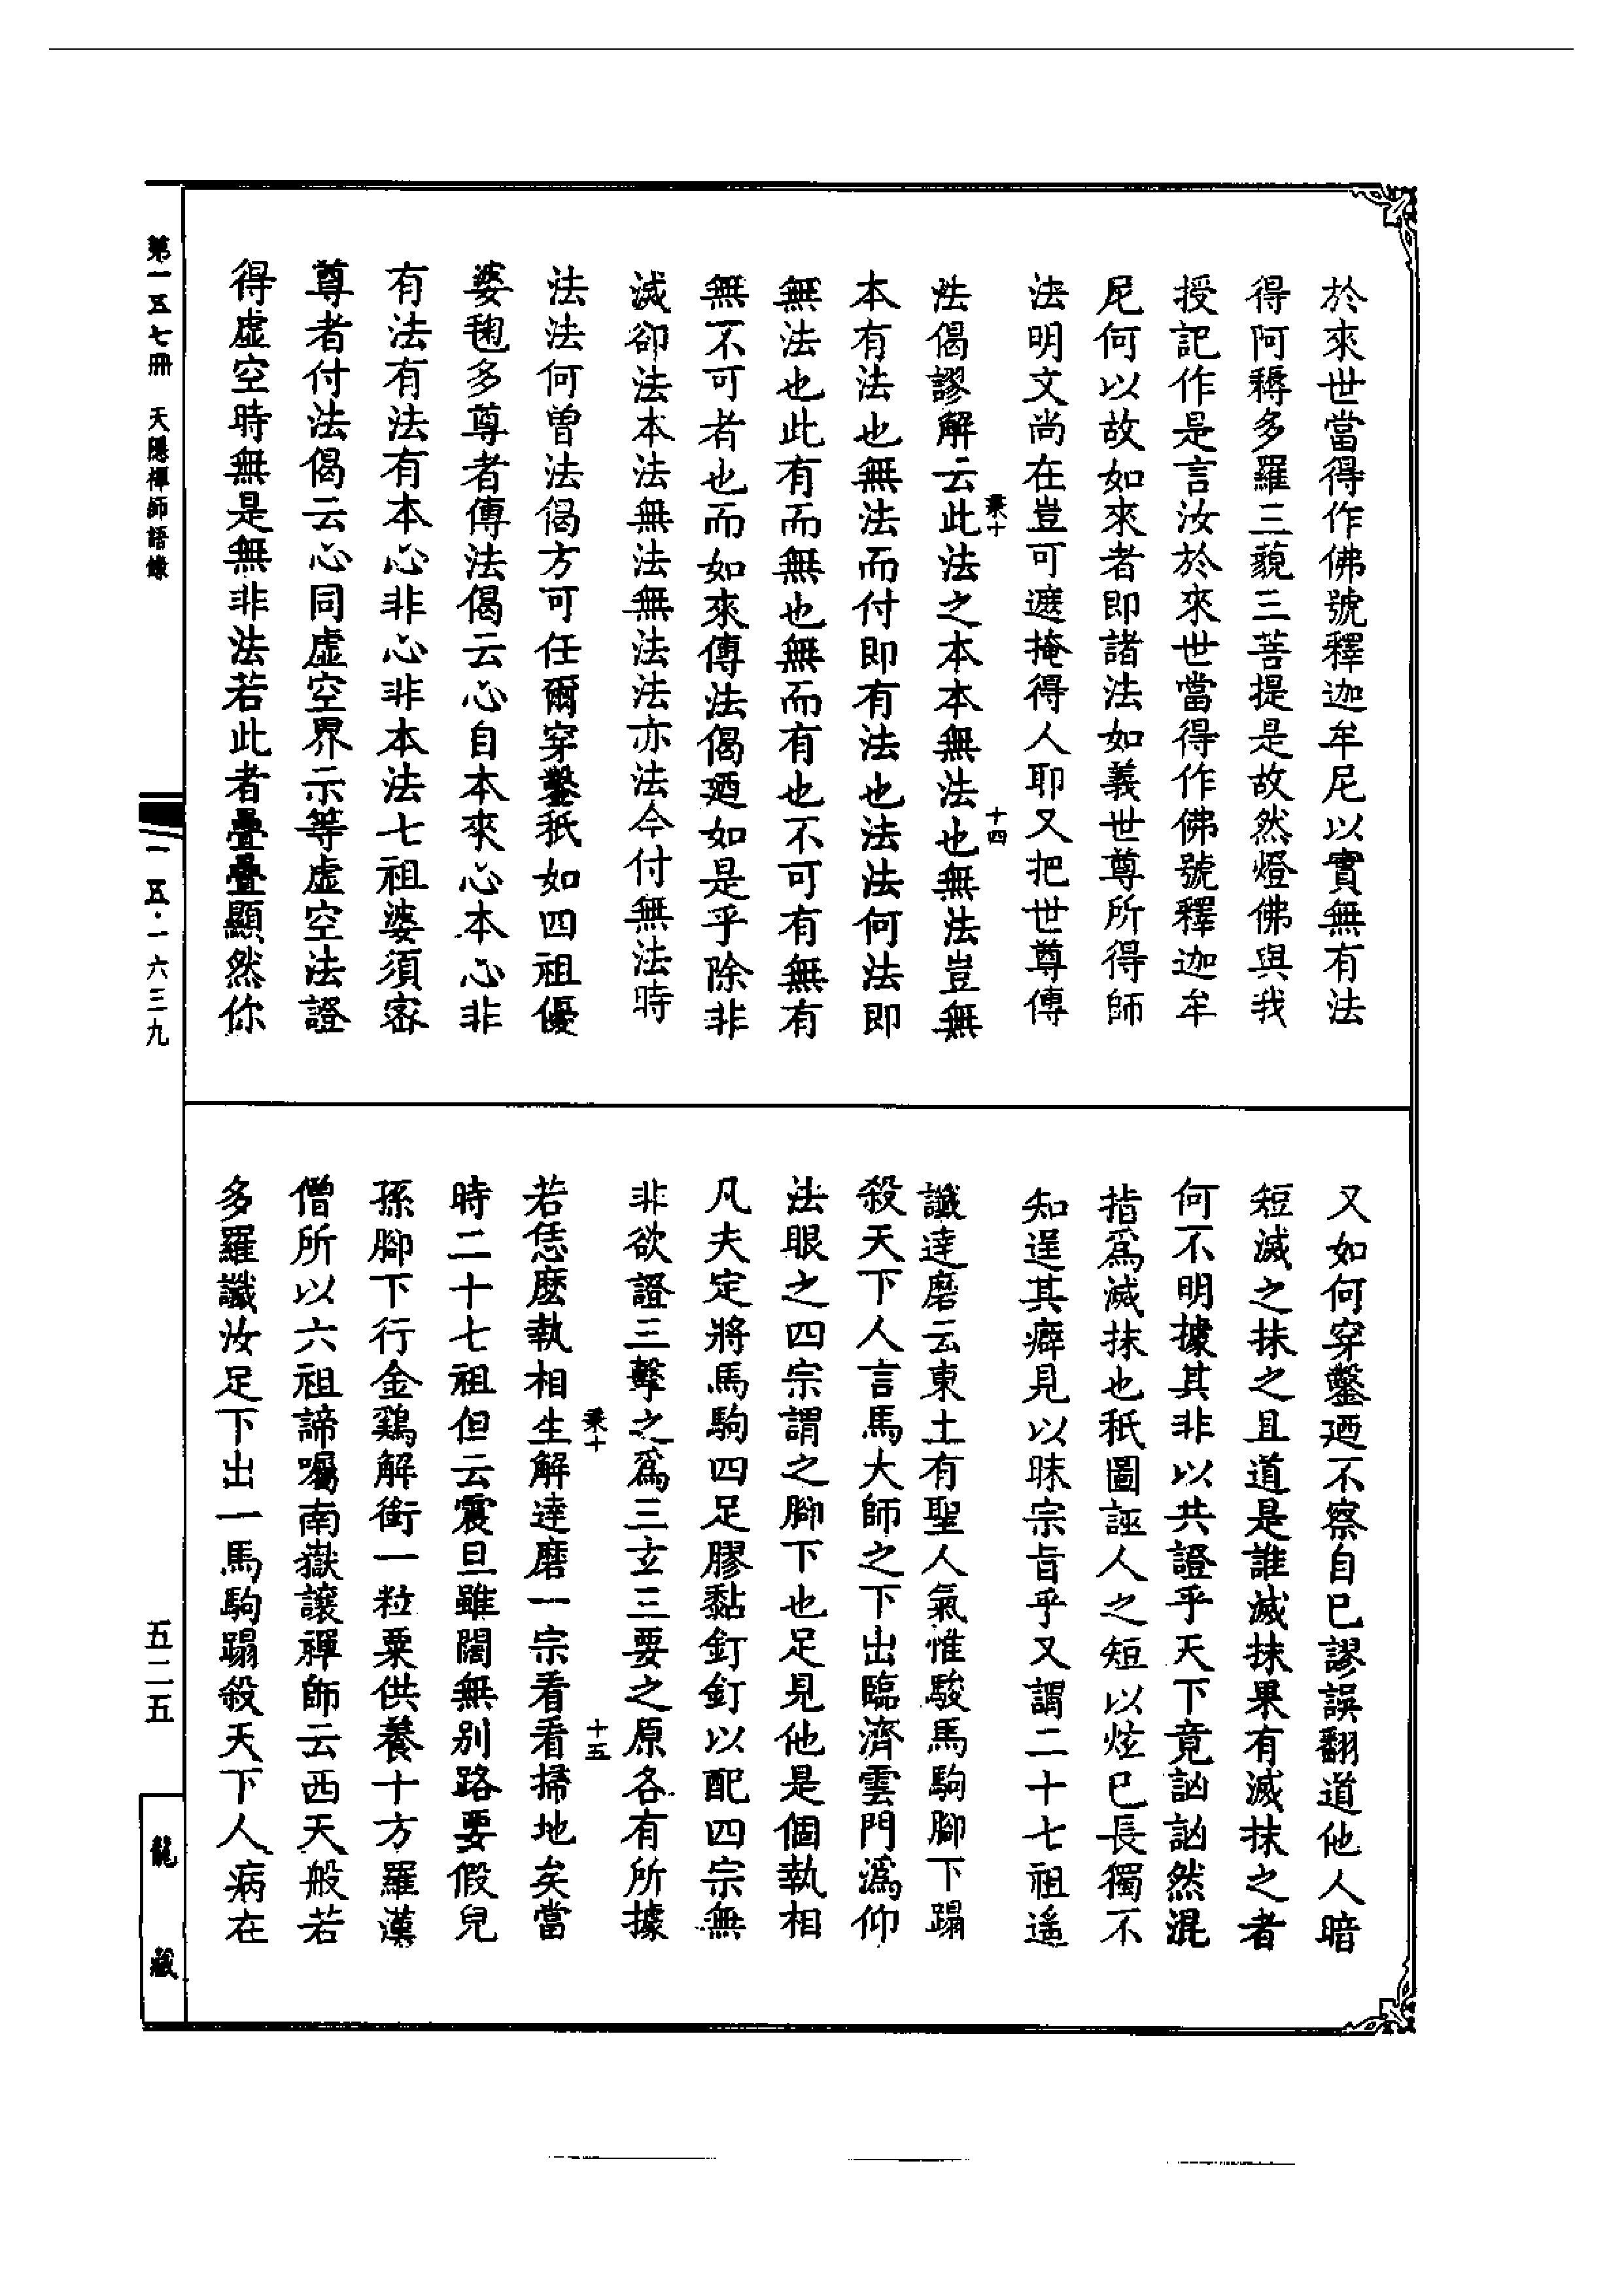 於來世當得作佛號釋迦牟尼以實無有法
得阿耨多羅三藐三菩提是故然燈佛與我
授記作是言汝於來世當得作佛號釋迦牟
尼何以故如來者即諸法如義世尊所得師
法明文尚在豈可遮掩得人耶又把世尊傳
十四
法偈謬解云此法之本本無法也無法豈無
本有法也無法而付即有法也法法何法即
無法也此有而無也無而有也不可有無有
無不可者也而如來傳法偈廼如是乎除非
滅卻法本法無法無法法亦法今付無法時
法法何曾法偈方可任爾穿鑿秖如四祖優
婆毱多尊者傳法偈云心自本來心本心非
有法有法有本心非心非本法七祖婆須密
尊者付法偈云心同虛空界示等虛空法證
得虛空時無是無非法若此者疊疊顯然你
又如何穿鑿廼不察自已謬誤翻道他人暗
短滅之抹之且道是誰滅抹果有滅抹之者
何不明據其非以共證乎天下竟訩訩然混
指爲滅抹也秖圖誣人之短以炫已長獨不
知逞其癖見以昧宗旨乎又謂二十七祖遙
讖達磨云東土有聖人氣惟駿馬駒腳下蹋
殺天下人言馬大師之下出臨濟雲門溈仰
法眼之四宗謂之腳下也足見他是個執相
凡夫定將馬駒四足膠黏釘釘以配四宗無
非欲證三擊之爲三玄三要之原各有所據
十五
若恁麽執相生解達磨一宗看看掃地矣當
時二十七祖但云震旦雖闊無別路要假兒
孫腳下行金鷄解銜一粒粟供養十方羅漢
僧所以六祖諦囑南嶽讓禪師云西天般若
多羅讖汝足下出一馬駒蹋殺天下人病在
第一五七冊　天隱禪師語錄
一五·一六三九
五二五
龍藏